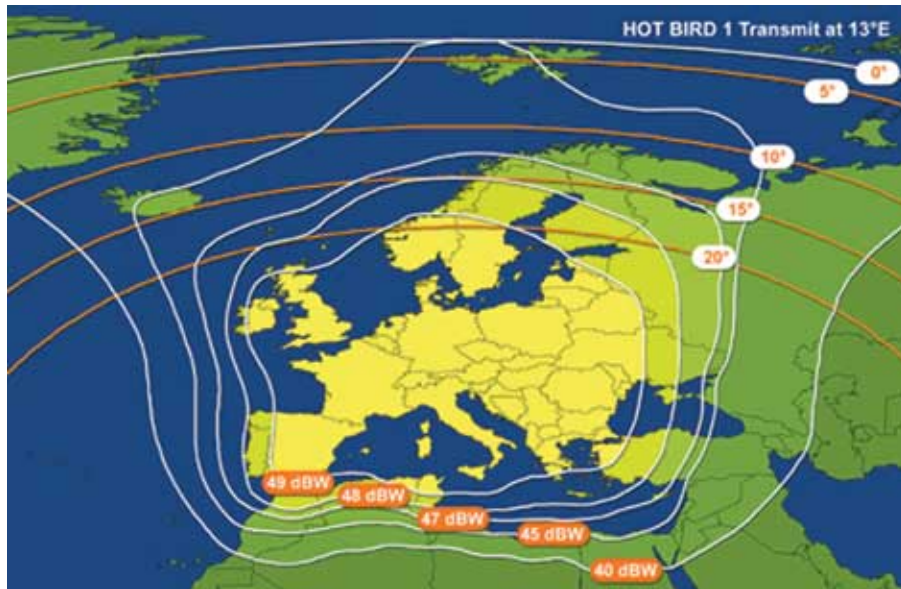 HOT BIRD 1 Transmit at 13°E
0°
5°
10°
15°
20°
49 dBW
48 dBW
47 dBW
45 dBW
40 dBW